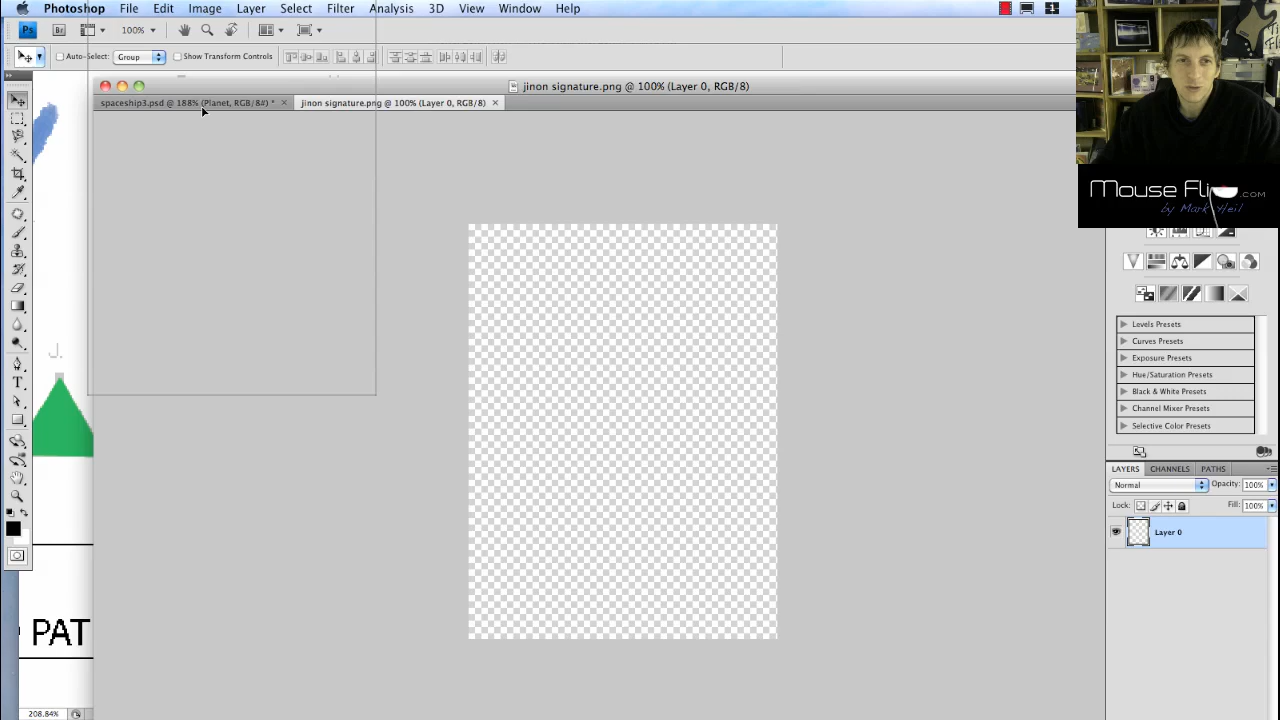 Photoshop File Edit Image Layer Select Filter Analysis 3D View Window Help 1
Ps Br 100%
Auto-Select: Group Show Transform Controls
jinon signature.png @ 100% (Layer 0, RGB/8)
spaceship3.psd @ 188% (Planet, RGB/8#) * jinon signature.png @ 100% (Layer 0, RGB/8)
Mouse Fli .com
by Mark Heil
Levels Presets
Curves Presets
Exposure Presets
Hue/Saturation Presets
Black & White Presets
Channel Mixer Presets
Selective Color Presets
J.
LAYERS CHANNELS PATHS
Normal Opacity: 100%
Lock: Fill: 100%
Layer 0
PAT
208.84%